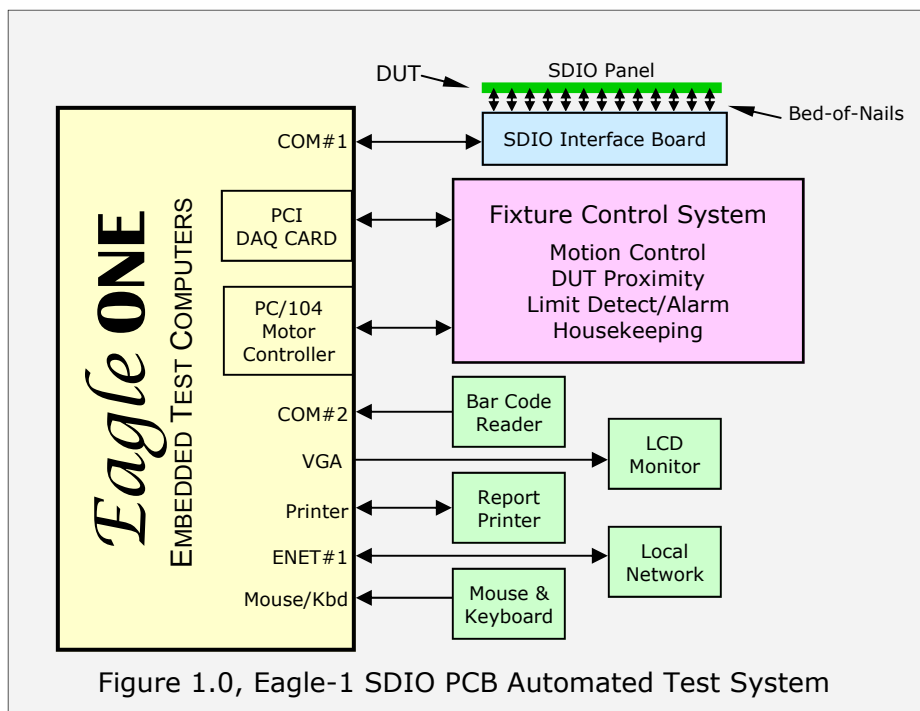 SDIO Panel
DUT
Bed-of-Nails
COM#1
SDIO Interface Board
Eagle ONE
EMBEDDED TEST COMPUTERS
PCI
DAQ CARD
Fixture Control System
Motion Control
DUT Proximity
Limit Detect/Alarm
Housekeeping
PC/104
Motor
Controller
COM#2
Bar Code
Reader
VGA
LCD
Monitor
Printer
Report
Printer
ENET#1
Local
Network
Mouse/Kbd
Mouse &
Keyboard
Figure 1.0, Eagle-1 SDIO PCB Automated Test System